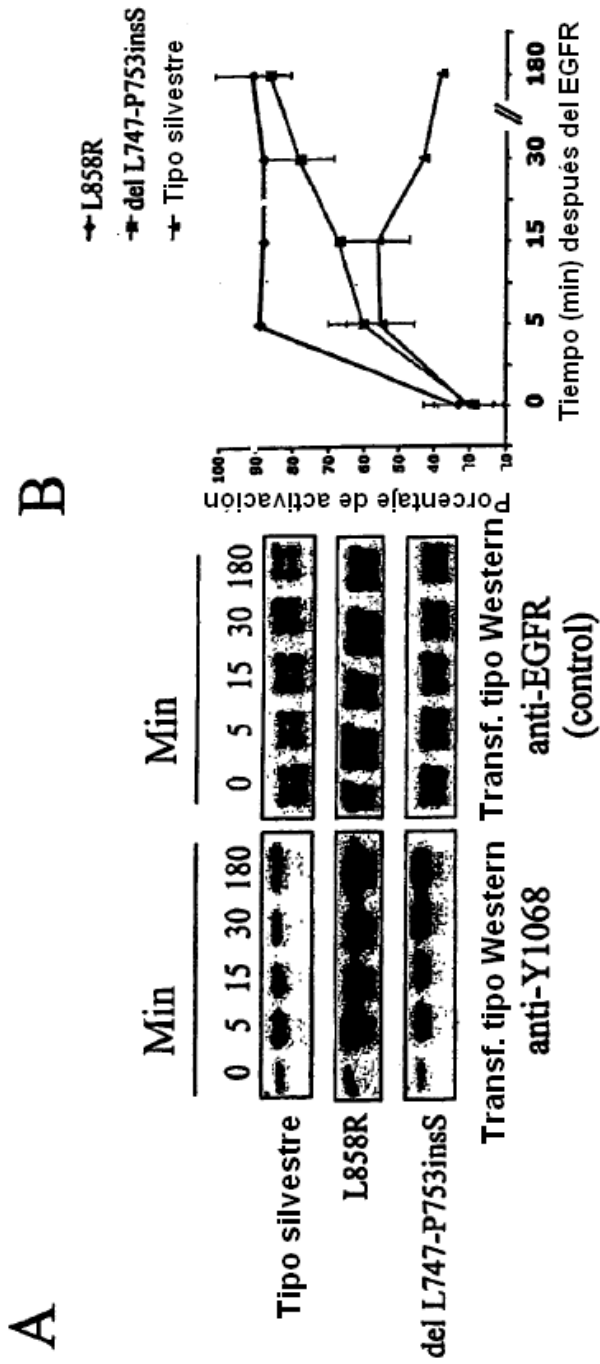 A
Min
Min
0 5 15 30 180
0 5 15 30 180
Tipo silvestre
L858R
del L747-P753insS
Transf. tipo Western
anti-Y1068
Transf. tipo Western
anti-EGFR
(control)
B
L858R
del L747-P753insS
Tipo silvestre
Porcentaje de activación
100
90
80
70
60
50
40
0 5 15 30 180
Tiempo (min) después del EGFR